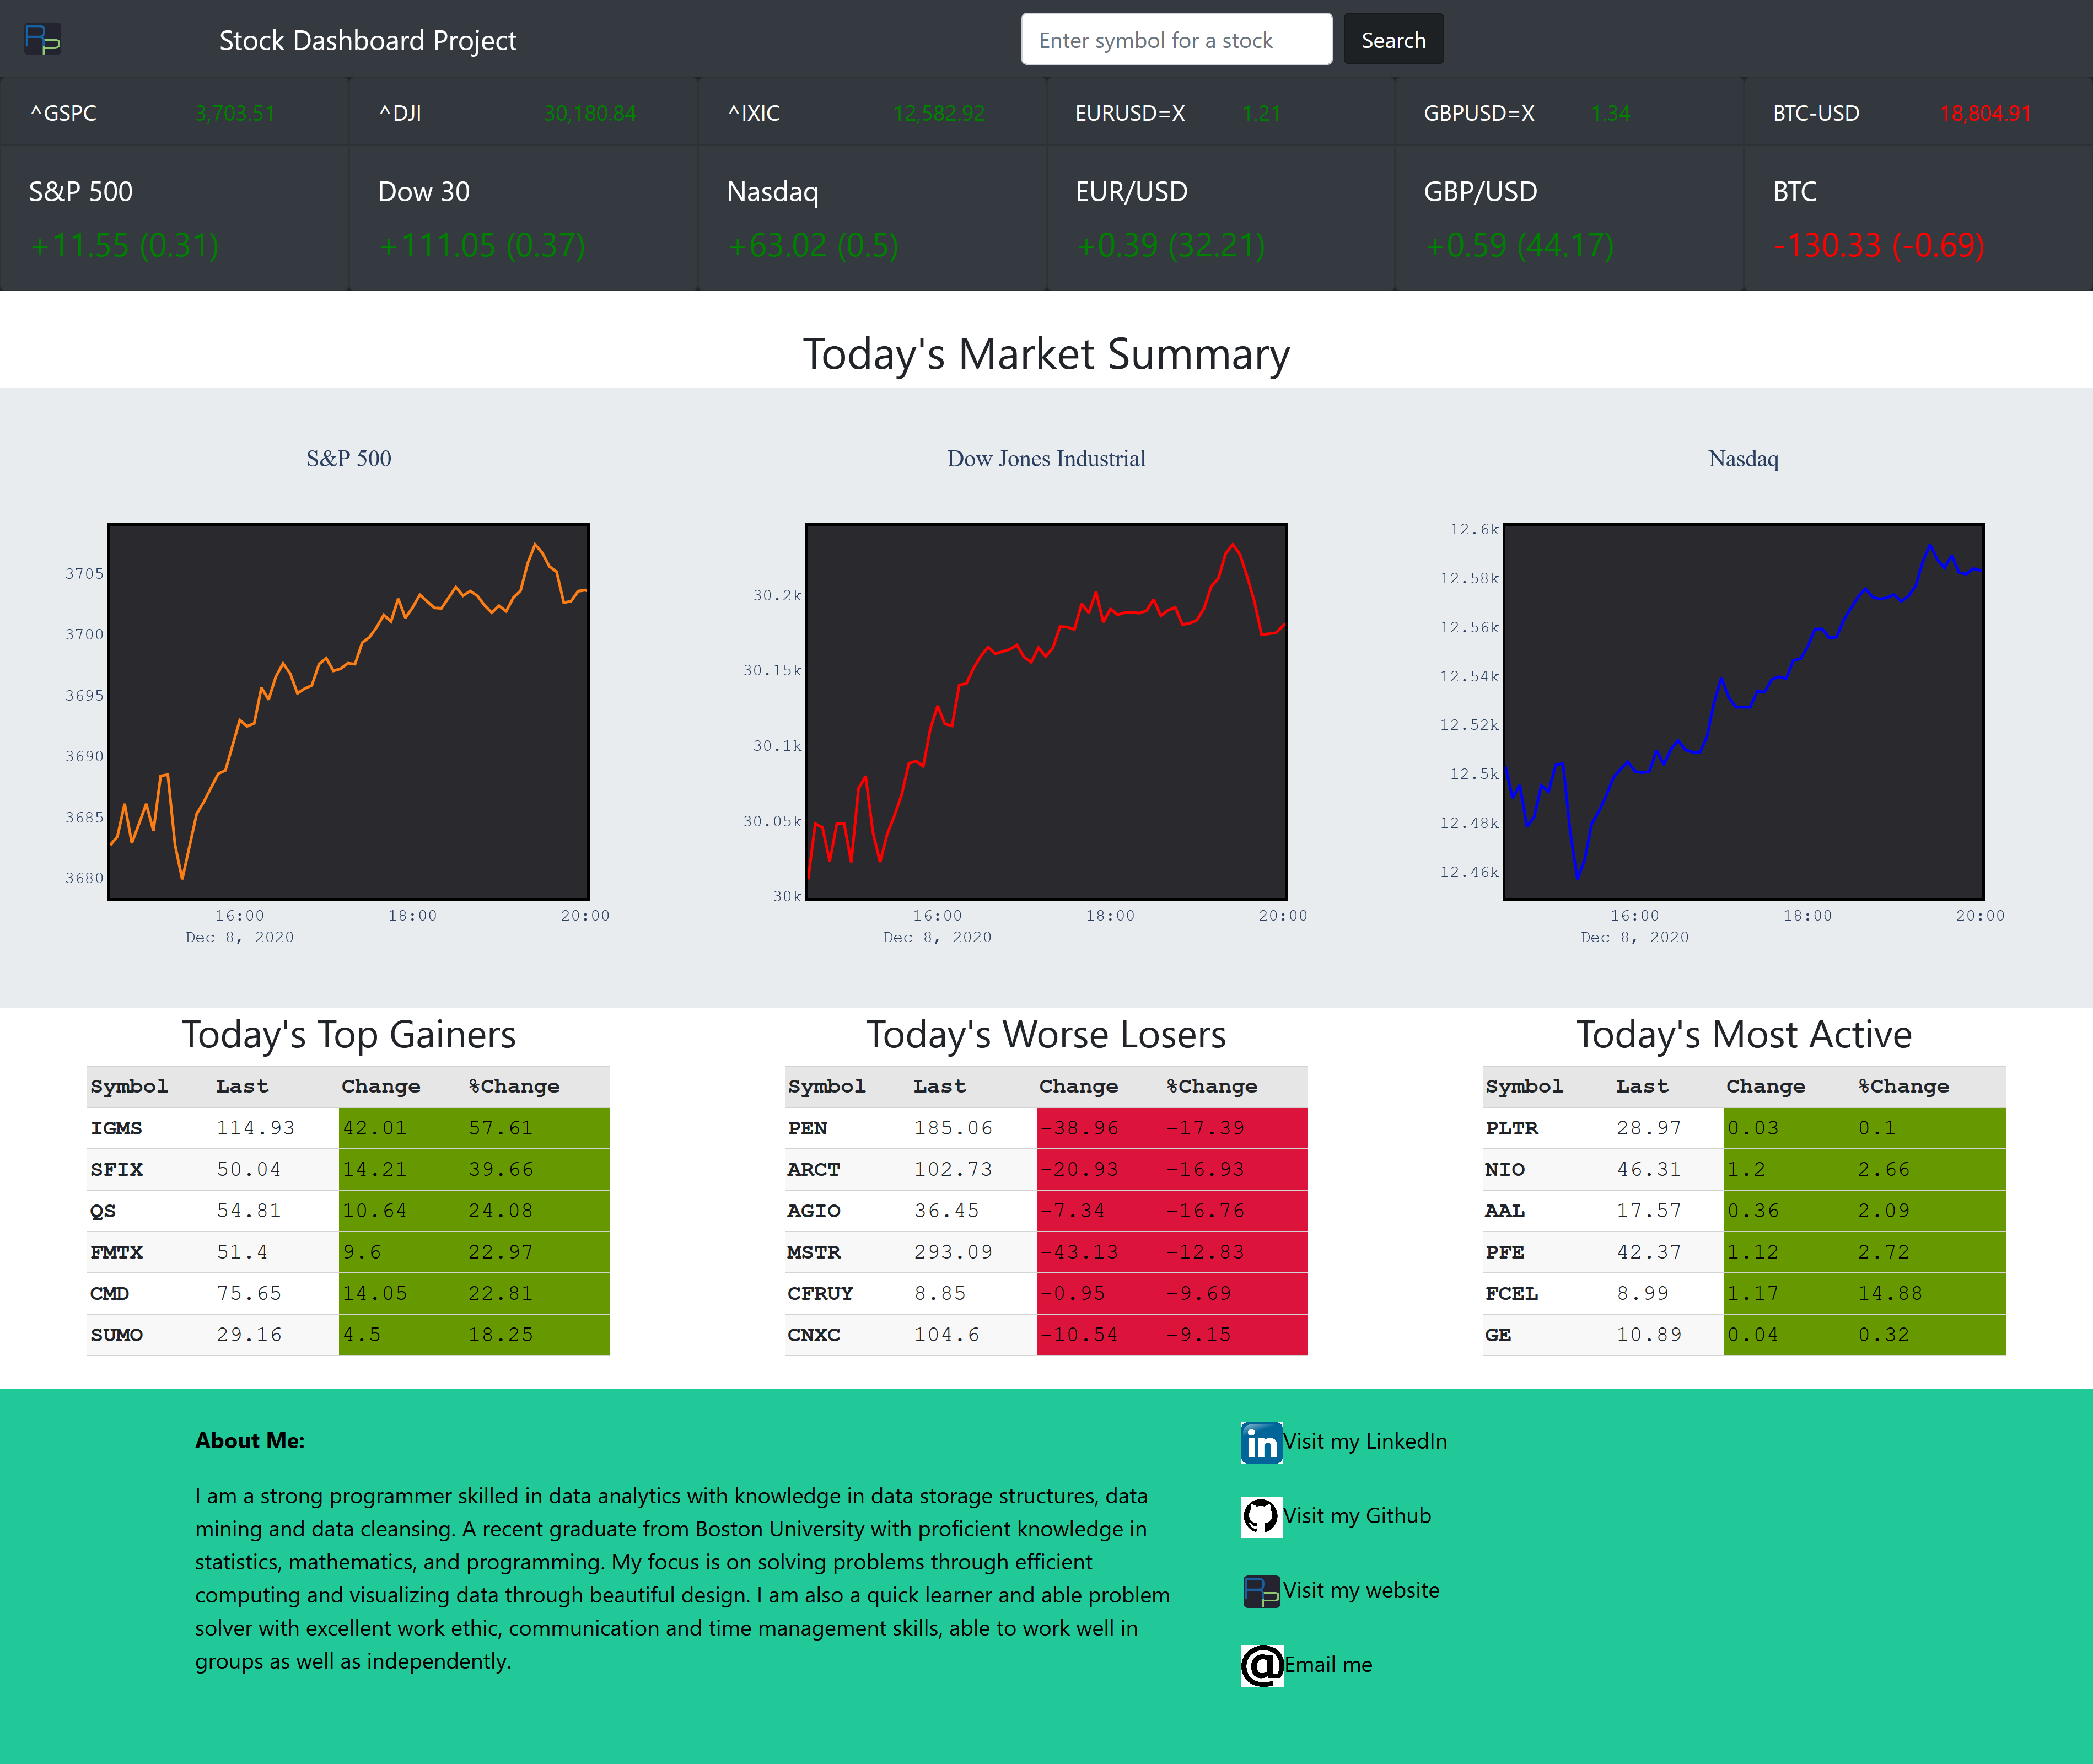 RP Stock Dashboard Project Enter symbol for a stock Search
^GSPC 3,703.51 ^DJI 30,180.84 ^IXIC 12,582.92 EURUSD=X 1.21 GBPUSD=X 1.34 BTC-USD 18,804.91
S&P 500 Dow 30 Nasdaq EUR/USD GBP/USD BTC
+11.55 (0.31) +111.05 (0.37) +63.02 (0.5) +0.39 (32.21) +0.59 (44.17) -130.33 (-0.69)
Today's Market Summary
S&P 500
3705
3700
3695
3690
3685
3680
16:00 18:00 20:00
Dec 8, 2020
Dow Jones Industrial
30.2k
30.15k
30.1k
30.05k
30k
16:00 18:00 20:00
Dec 8, 2020
Nasdaq
12.6k
12.58k
12.56k
12.54k
12.52k
12.5k
12.48k
12.46k
16:00 18:00 20:00
Dec 8, 2020
Today's Top Gainers
Symbol Last Change %Change
IGMS 114.93 42.01 57.61
SFIX 50.04 14.21 39.66
QS 54.81 10.64 24.08
FMTX 51.4 9.6 22.97
CMD 75.65 14.05 22.81
SUMO 29.16 4.5 18.25
Today's Worse Losers
Symbol Last Change %Change
PEN 185.06 -38.96 -17.39
ARCT 102.73 -20.93 -16.93
AGIO 36.45 -7.34 -16.76
MSTR 293.09 -43.13 -12.83
CFRUY 8.85 -0.95 -9.69
CNXC 104.6 -10.54 -9.15
Today's Most Active
Symbol Last Change %Change
PLTR 28.97 0.03 0.1
NIO 46.31 1.2 2.66
AAL 17.57 0.36 2.09
PFE 42.37 1.12 2.72
FCEL 8.99 1.17 14.88
GE 10.89 0.04 0.32
About Me:
I am a strong programmer skilled in data analytics with knowledge in data storage structures, data
mining and data cleansing. A recent graduate from Boston University with proficient knowledge in
statistics, mathematics, and programming. My focus is on solving problems through efficient
computing and visualizing data through beautiful design. I am also a quick learner and able problem
solver with excellent work ethic, communication and time management skills, able to work well in
groups as well as independently.
in Visit my LinkedIn
Visit my Github
RP Visit my website
@ Email me